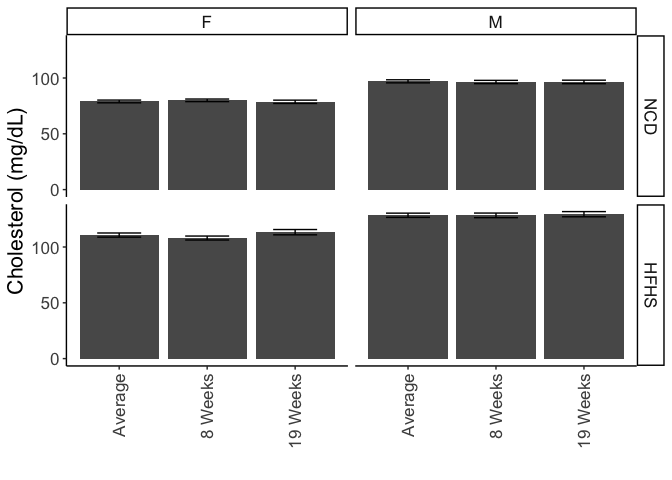 F
M
Cholesterol (mg/dL)
100
50
0
NCD
100
50
0
HFHS
Average
8 Weeks
19 Weeks
Average
8 Weeks
19 Weeks